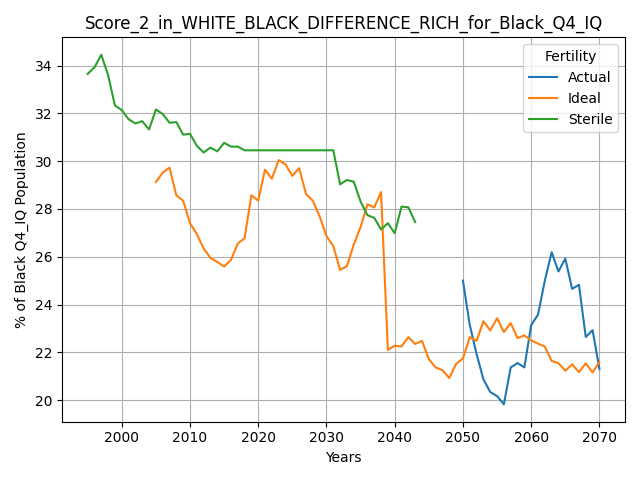 Score_2_in_WHITE_BLACK_DIFFERENCE_RICH_for_Black_Q4_IQ
Fertility
Actual
Ideal
Sterile
% of Black Q4_IQ Population
34
32
30
28
26
24
22
20
2000 2010 2020 2030 2040 2050 2060 2070
Years